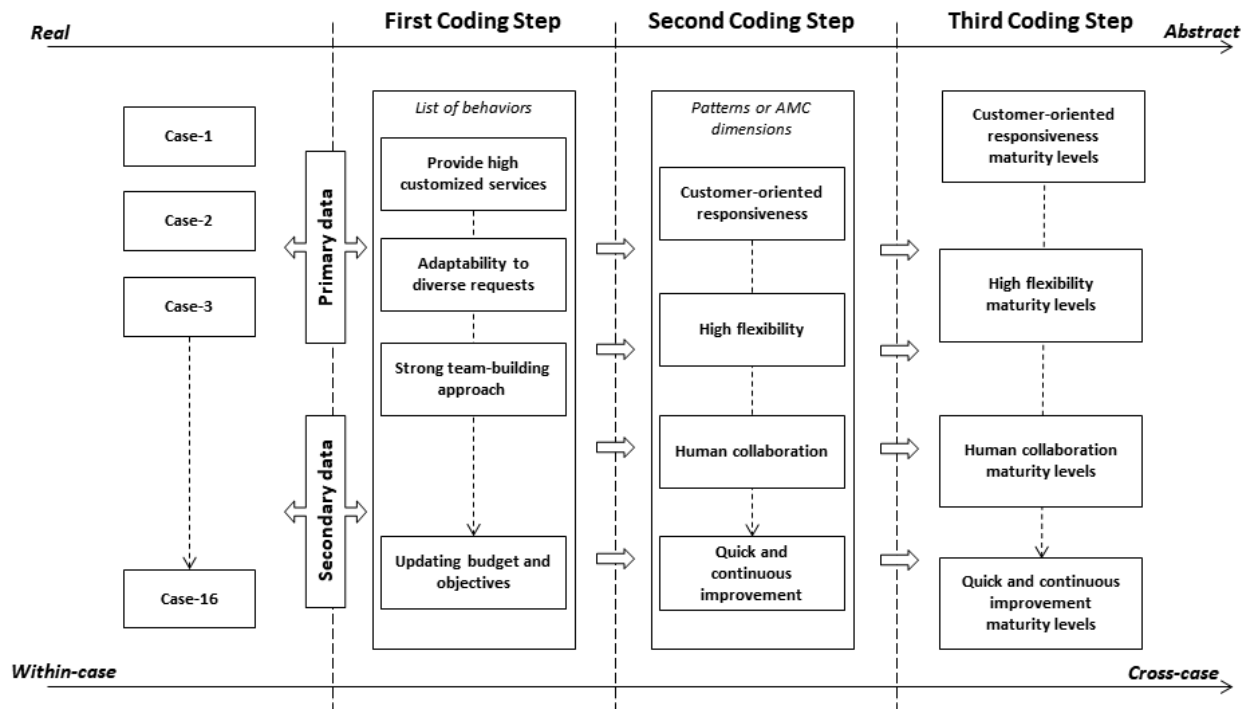 First Coding Step
Second Coding Step
Third Coding Step
Real
Abstract
Case-1
Case-2
Case-3
Case-16
Primary data
Secondary data
List of behaviors
Provide high
customized services
Adaptability to
diverse requests
Strong team-building
approach
Updating budget and
objectives
Patterns or AMC
dimensions
Customer-oriented
responsiveness
High flexibility
Human collaboration
Quick and
continuous
improvement
Customer-oriented
responsiveness
maturity levels
High flexibility
maturity levels
Human collaboration
maturity levels
Quick and continuous
improvement
maturity levels
Within-case
Cross-case